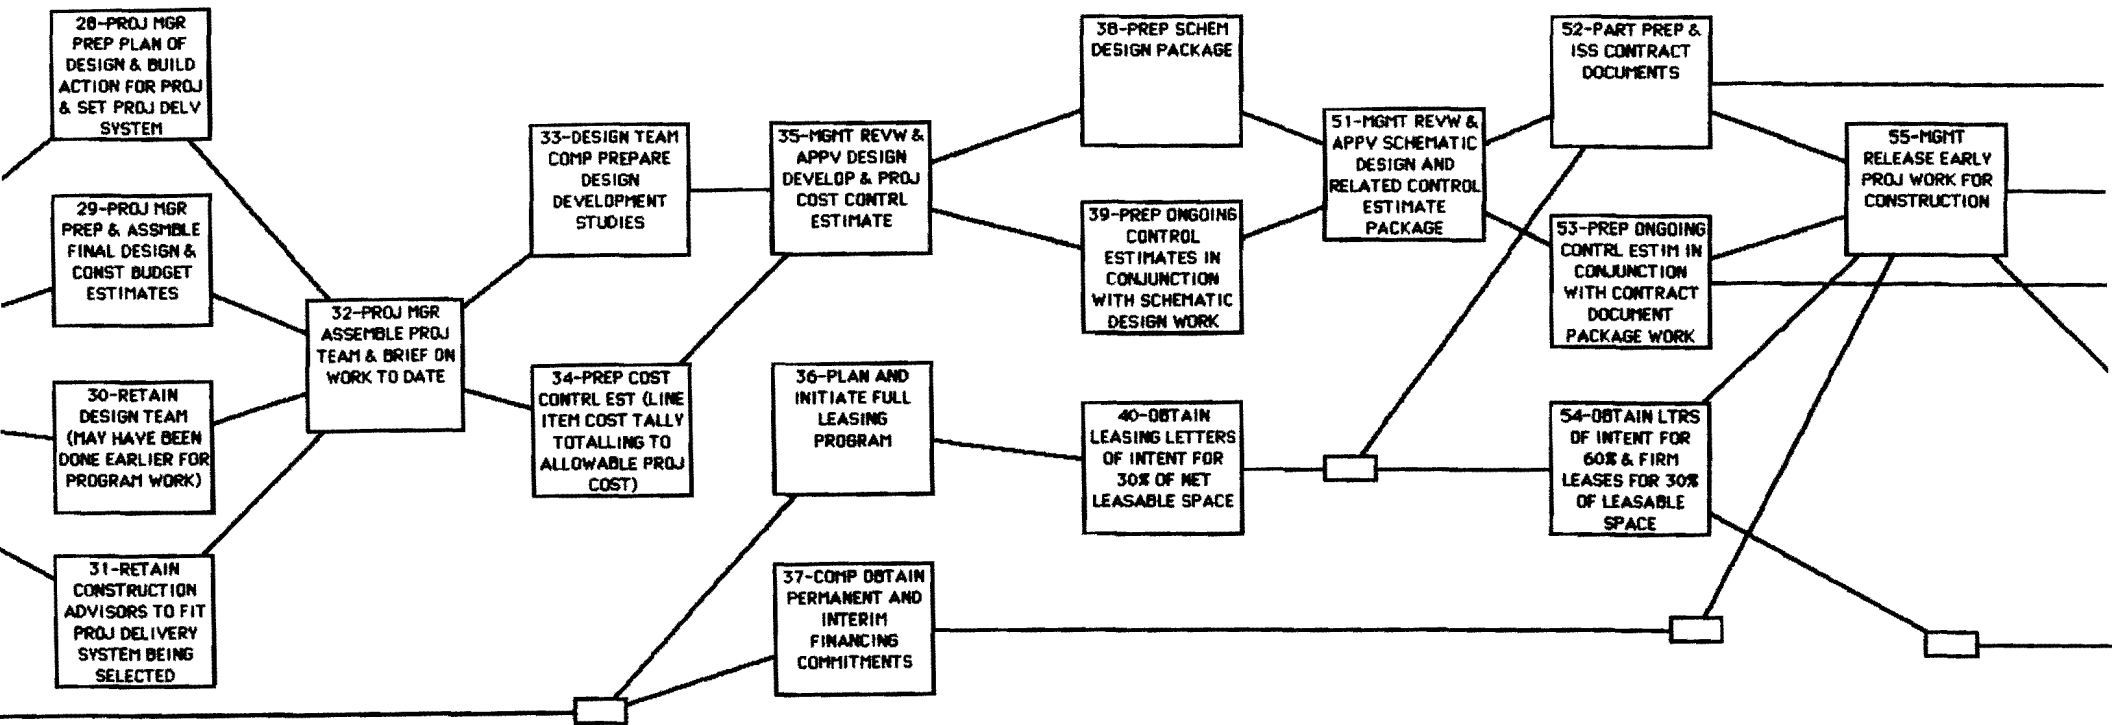 28-PROJ MGR
PREP PLAN OF
DESIGN & BUILD
ACTION FOR PROJ
& SET PROJ DELV
SYSTEM
29-PROJ MGR
PREP & ASSMBLE
FINAL DESIGN &
CONST BUDGET
ESTIMATES
30-RETAIN
DESIGN TEAM
(MAY HAVE BEEN
DONE EARLIER FOR
PROGRAM WORK)
31-RETAIN
CONSTRUCTION
ADVISORS TO FIT
PROJ DELIVERY
SYSTEM BEING
SELECTED
32-PROJ MGR
ASSEMBLE PROJ
TEAM & BRIEF ON
WORK TO DATE
33-DESIGN TEAM
COMP PREPARE
DESIGN
DEVELOPMENT
STUDIES
34-PREP COST
CONTRL EST (LINE
ITEM COST TALLY
TOTALLING TO
ALLOWABLE PROJ
COST)
35-MGMT REVW &
APPV DESIGN
DEVELOP & PROJ
COST CONTRL
ESTIMATE
36-PLAN AND
INITIATE FULL
LEASING
PROGRAM
37-COMP OBTAIN
PERMANENT AND
INTERIM
FINANCING
COMMITMENTS
38-PREP SCHEM
DESIGN PACKAGE
39-PREP ONGOING
CONTROL
ESTIMATES IN
CONJUNCTION
WITH SCHEMATIC
DESIGN WORK
40-OBTAIN
LEASING LETTERS
OF INTENT FOR
30% OF NET
LEASABLE SPACE
51-MGMT REVW &
APPV SCHEMATIC
DESIGN AND
RELATED CONTROL
ESTIMATE
PACKAGE
52-PART PREP &
ISS CONTRACT
DOCUMENTS
53-PREP ONGOING
CONTRL ESTIM IN
CONJUNCTION
WITH CONTRACT
DOCUMENT
PACKAGE WORK
54-OBTAIN LTRS
OF INTENT FOR
60% & FIRM
LEASES FOR 30%
OF LEASABLE
SPACE
55-MGMT
RELEASE EARLY
PROJ WORK FOR
CONSTRUCTION